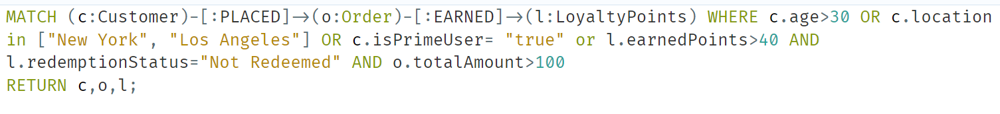 MATCH (c:Customer)-[:PLACED]->(o:Order)-[:EARNED]->(l:LoyaltyPoints) WHERE c.age>30 OR c.location
in ["New York", "Los Angeles"] OR c.isPrimeUser= "true" or l.earnedPoints>40 AND
l.redemptionStatus="Not Redeemed" AND o.totalAmount>100
RETURN c,o,l;